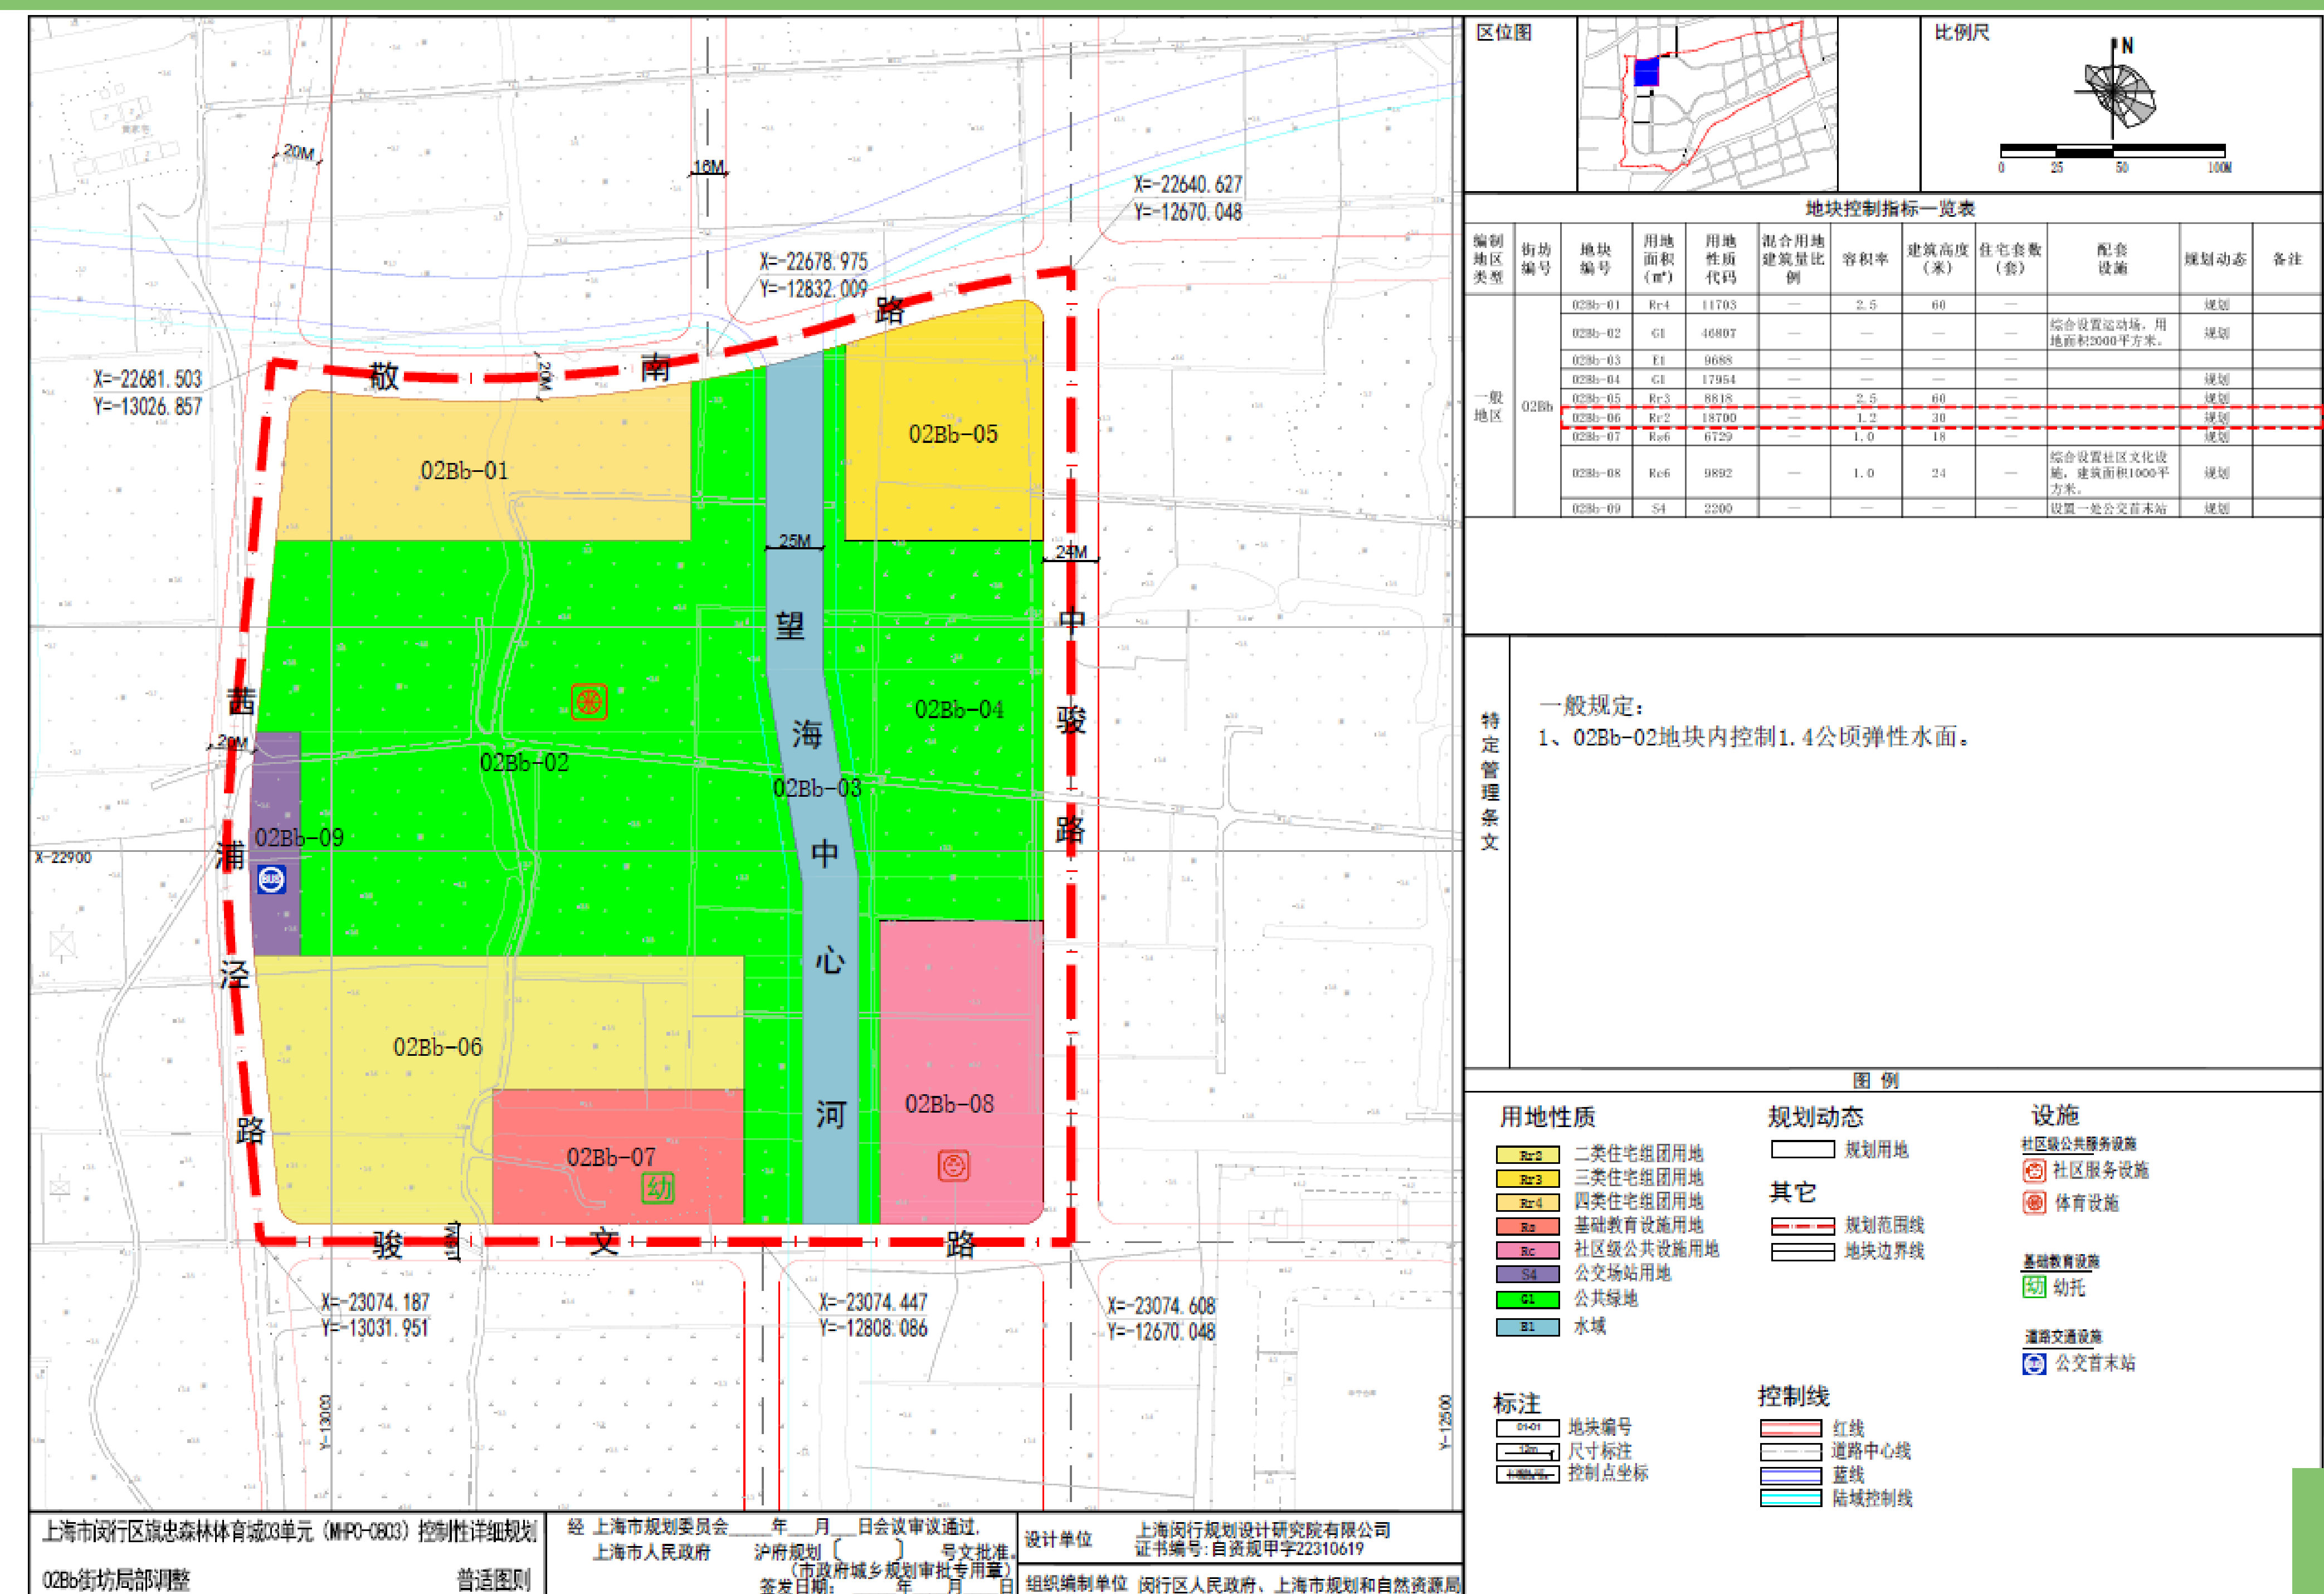 区位图
比例尺
N
0 25 50 100M
地块控制指标一览表
编制地区类型 街坊编号 地块编号 用地面积(㎡) 用地性质代码 混合用地建筑量比例 容积率 建筑高度(米) 住宅套数(套) 配套设施 规划动态 备注
一般地区 02Bb
02Bb-01 Rr4 11703 — 2.5 60 — 规划
02Bb-02 G1 46807 — — — — 综合设置运动场,用地面积2000平方米。 规划
02Bb-03 E1 9688 — — — —
02Bb-04 G1 17954 — — — — 规划
02Bb-05 Rr3 8818 — 2.5 60 — 规划
02Bb-06 Rr2 18700 — 1.2 30 — 规划
02Bb-07 Rs6 6729 — 1.0 18 — 规划
02Bb-08 Rc6 9892 — 1.0 24 — 综合设置社区文化设施,建筑面积1000平方米。 规划
02Bb-09 S4 2200 — — — — 设置一处公交首末站 规划
特定管理条文
一般规定:
1、02Bb-02地块内控制1.4公顷弹性水面。
20M
16M
X=-22640.627
Y=-12670.048
X=-22678.975
Y=-12832.009
X=-22681.503
Y=-13026.857
敬南路
20M
02Bb-05
02Bb-01
25M
24M
望海中心河
中骏路
茜浦泾路
20M
02Bb-04
02Bb-02
02Bb-03
02Bb-09
BUS
X-22900
02Bb-06
02Bb-08
02Bb-07
幼
骏文路
16M
X=-23074.187
Y=-13031.951
X=-23074.447
Y=-12808.086
X=-23074.608
Y=-12670.048
Y-13000
Y-12500
图 例
用地性质
Rr2 二类住宅组团用地
Rr3 三类住宅组团用地
Rr4 四类住宅组团用地
Rs 基础教育设施用地
Rc 社区级公共设施用地
S4 公交场站用地
G1 公共绿地
E1 水域
规划动态
规划用地
其它
规划范围线
地块边界线
设施
社区级公共服务设施
社区服务设施
体育设施
基础教育设施
幼 幼托
道路交通设施
BUS 公交首末站
标注
01-01 地块编号
12m 尺寸标注
控制点坐标
控制线
红线
道路中心线
蓝线
陆域控制线
上海市闵行区旗忠森林体育城03单元(MHPO-0803)控制性详细规划
02Bb街坊局部调整 普适图则
经 上海市规划委员会____年__月__日会议审议通过,
上海市人民政府 沪府规划〔 〕 号文批准。
(市政府城乡规划审批专用章)
签发日期: 年 月 日
设计单位 上海闵行规划设计研究院有限公司
证书编号:自资规甲字22310619
组织编制单位 闵行区人民政府、上海市规划和自然资源局